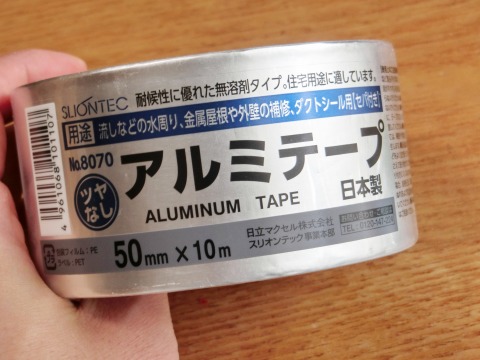 SLIONTEC
耐候性に優れた無溶剤タイプ。住宅用途に適しています。
用途 流しなどの水周り、金属屋根や外壁の補修、ダクトシール用【セパ付き】
No.8070
アルミテープ
ツヤなし
ALUMINUM TAPE
日本製
50mm×10m
日立マクセル株式会社
スリオンテック事業本部
4961068101107
ラベル:PET